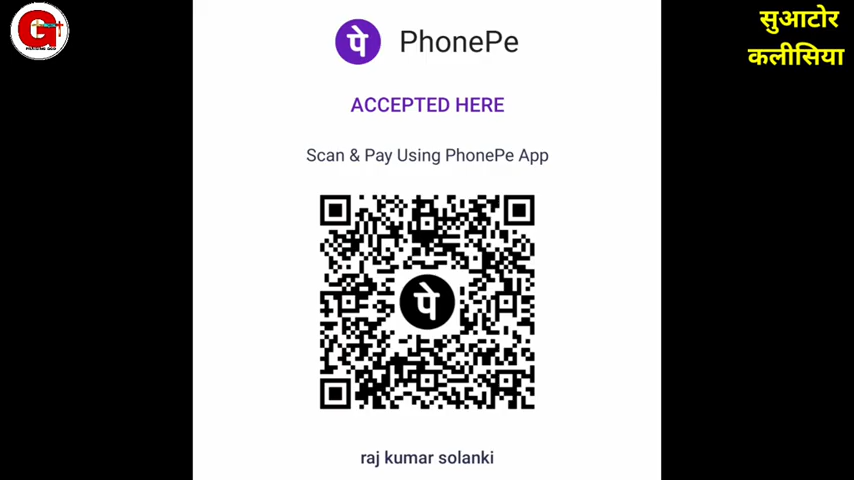 सुआटोर
कलीसिया
पे PhonePe
ACCEPTED HERE
Scan & Pay Using PhonePe App
पे
raj kumar solanki